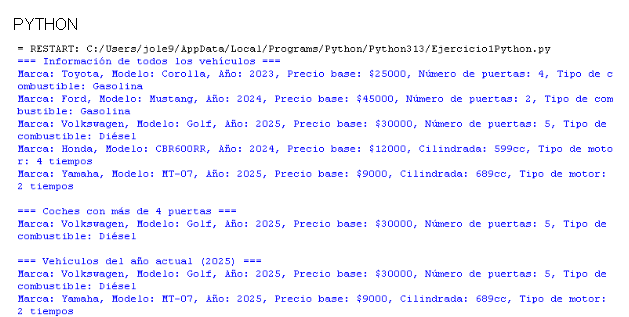 PYTHON
= RESTART: C:/Users/jole9/AppData/Local/Programs/Python/Python313/Ejercicio1Python.py
=== Información de todos los vehículos ===
Marca: Toyota, Modelo: Corolla, Año: 2023, Precio base: $25000, Número de puertas: 4, Tipo de c
ombustible: Gasolina
Marca: Ford, Modelo: Mustang, Año: 2024, Precio base: $45000, Número de puertas: 2, Tipo de com
bustible: Gasolina
Marca: Volkswagen, Modelo: Golf, Año: 2025, Precio base: $30000, Número de puertas: 5, Tipo de
combustible: Diésel
Marca: Honda, Modelo: CBR600RR, Año: 2024, Precio base: $12000, Cilindrada: 599cc, Tipo de moto
r: 4 tiempos
Marca: Yamaha, Modelo: MT-07, Año: 2025, Precio base: $9000, Cilindrada: 689cc, Tipo de motor:
2 tiempos
=== Coches con más de 4 puertas ===
Marca: Volkswagen, Modelo: Golf, Año: 2025, Precio base: $30000, Número de puertas: 5, Tipo de
combustible: Diésel
=== Vehículos del año actual (2025) ===
Marca: Volkswagen, Modelo: Golf, Año: 2025, Precio base: $30000, Número de puertas: 5, Tipo de
combustible: Diésel
Marca: Yamaha, Modelo: MT-07, Año: 2025, Precio base: $9000, Cilindrada: 689cc, Tipo de motor:
2 tiempos